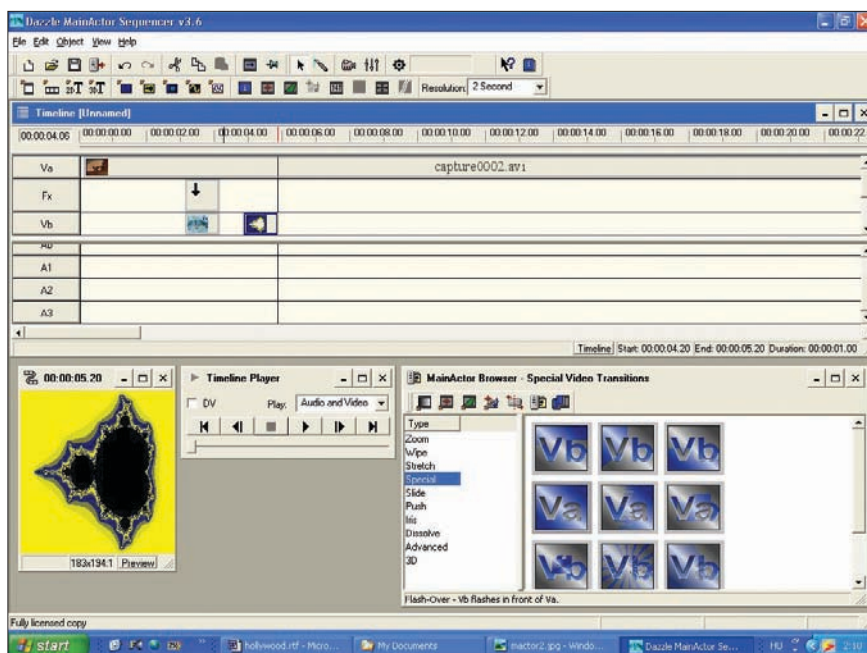 Dazzle MainActor Sequencer v3.6
File Edit Object View Help
2DT 3DT
Resolution: 2 Second
Timeline [Unnamed]
00:00:04.06 00:00:00.00 00:00:02.00 00:00:04.00 00:00:06.00 00:00:08.00 00:00:10.00 00:00:12.00 00:00:14.00 00:00:16.00 00:00:18.00 00:00:20.00 00:00:22.
Va capture0002.avi
Fx
Vb
A0
A1
A2
A3
Timeline Start: 00:00:04.20 End: 00:00:05.20 Duration: 00:00:01.00
00:00:05.20
Timeline Player
DV Play: Audio and Video
183x194:1 Preview
MainActor Browser - Special Video Transitions
Type
Zoom
Wipe
Stretch
Special
Slide
Push
Iris
Dissolve
Advanced
3D
Vb Vb Vb
Va Va Va
Vb Vb Vb
Flash-Over - Vb flashes in front of Va.
Fully licensed copy
start hollywood.rtf - Micro... My Documents mactor2.jpg - Windo... Dazzle MainActor Se... HU 2:10